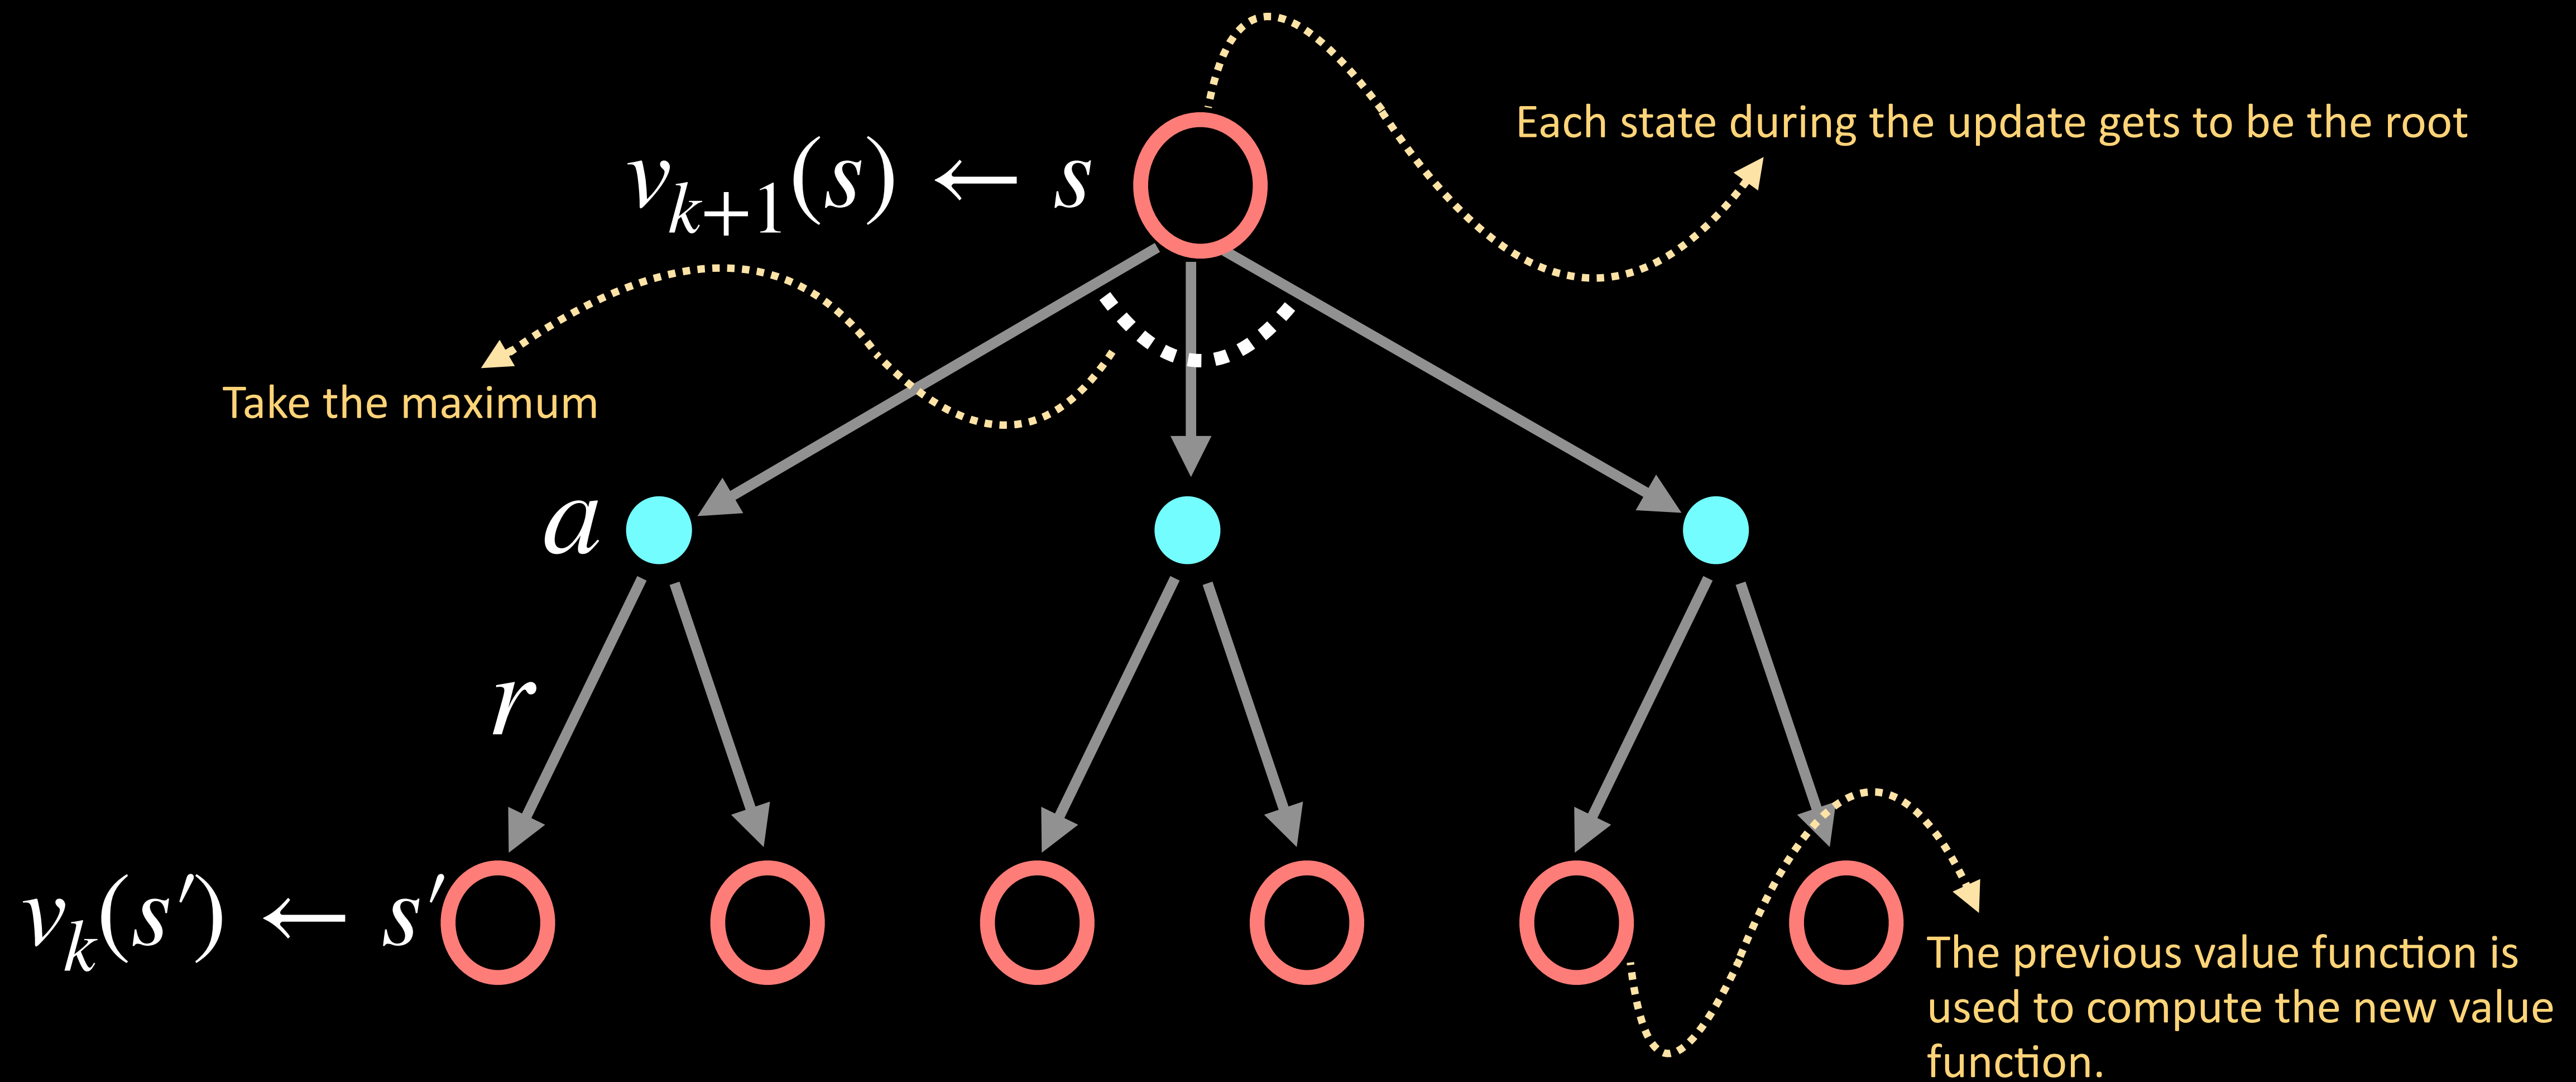 Each state during the update gets to be the root
v_{k+1}(s) ← s
Take the maximum
a
r
v_k(s′) ← s′
The previous value function is
used to compute the new value
function.